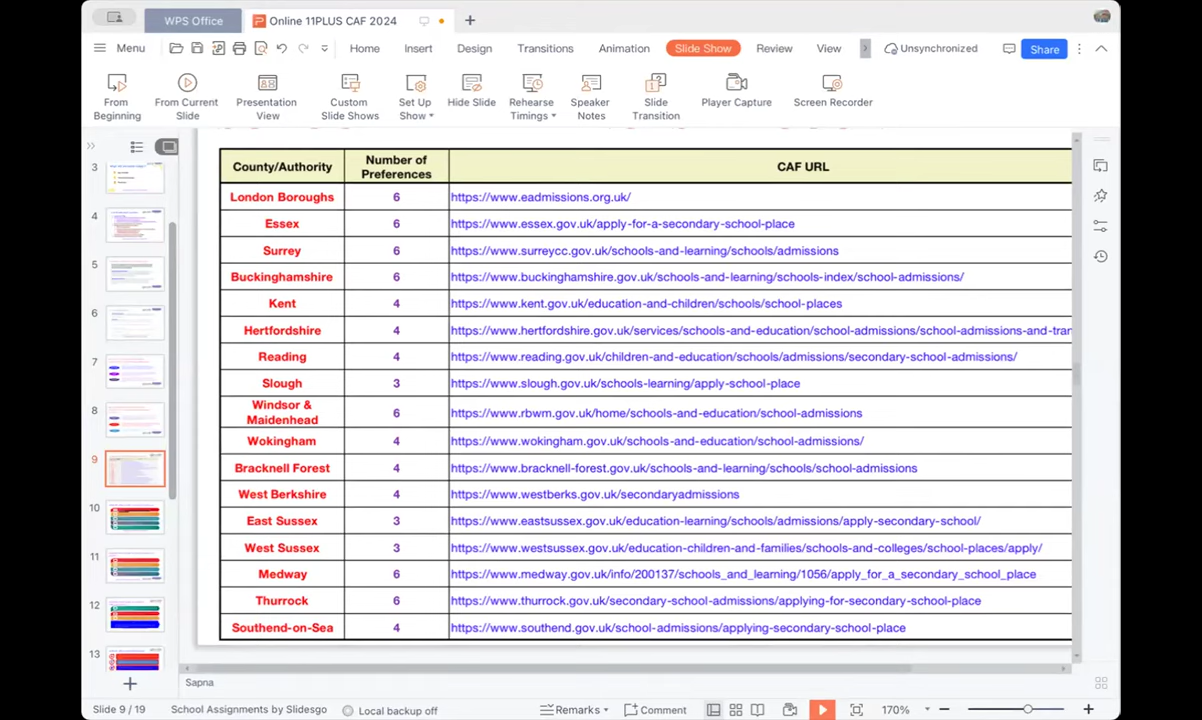 WPS Office
Online 11PLUS CAF 2024
Menu
Home
Insert
Design
Transitions
Animation
Slide Show
Review
View
Unsynchronized
Share
From Beginning
From Current Slide
Presentation View
Custom Slide Shows
Set Up Show
Hide Slide
Rehearse Timings
Speaker Notes
Slide Transition
Player Capture
Screen Recorder
3
4
5
6
7
8
9
10
11
12
13
County/Authority Number of Preferences CAF URL
London Boroughs 6 https://www.eadmissions.org.uk/
Essex 6 https://www.essex.gov.uk/apply-for-a-secondary-school-place
Surrey 6 https://www.surreycc.gov.uk/schools-and-learning/schools/admissions
Buckinghamshire 6 https://www.buckinghamshire.gov.uk/schools-and-learning/schools-index/school-admissions/
Kent 4 https://www.kent.gov.uk/education-and-children/schools/school-places
Hertfordshire 4 https://www.hertfordshire.gov.uk/services/schools-and-education/school-admissions/school-admissions-and-tran
Reading 4 https://www.reading.gov.uk/children-and-education/schools/admissions/secondary-school-admissions/
Slough 3 https://www.slough.gov.uk/schools-learning/apply-school-place
Windsor & Maidenhead 6 https://www.rbwm.gov.uk/home/schools-and-education/school-admissions
Wokingham 4 https://www.wokingham.gov.uk/schools-and-education/school-admissions/
Bracknell Forest 4 https://www.bracknell-forest.gov.uk/schools-and-learning/schools/school-admissions
West Berkshire 4 https://www.westberks.gov.uk/secondaryadmissions
East Sussex 3 https://www.eastsussex.gov.uk/education-learning/schools/admissions/apply-secondary-school/
West Sussex 3 https://www.westsussex.gov.uk/education-children-and-families/schools-and-colleges/school-places/apply/
Medway 6 https://www.medway.gov.uk/info/200137/schools_and_learning/1056/apply_for_a_secondary_school_place
Thurrock 6 https://www.thurrock.gov.uk/secondary-school-admissions/applying-for-secondary-school-place
Southend-on-Sea 4 https://www.southend.gov.uk/school-admissions/applying-secondary-school-place
Sapna
Slide 9 / 19
School Assignments by Slidesgo
Local backup off
Remarks
Comment
170%